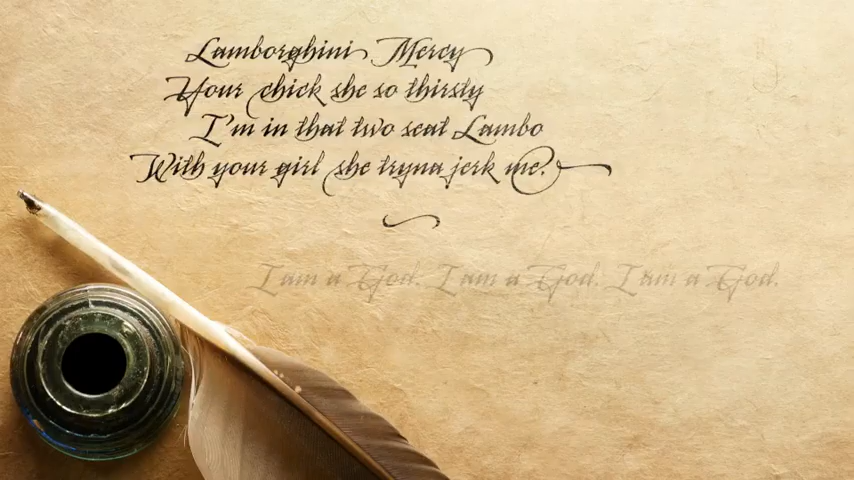 Lamborghini Mercy
Your chick she so thirsty
I'm in that two seat Lambo
With your girl she tryna jerk me.
I am a God. I am a God. I am a God.